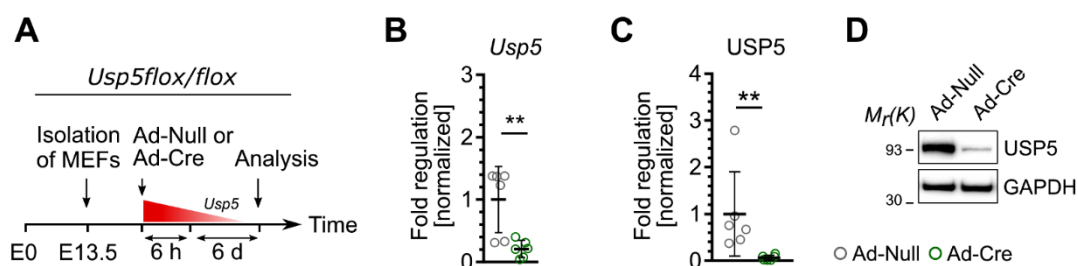 A
Usp5flox/flox
Isolation
of MEFs
Ad-Null or
Ad-Cre
Analysis
Usp5
Time
E0
E13.5
6 h
6 d
B
Usp5
Fold regulation
[normalized]
3
2
1
0
**
C
USP5
Fold regulation
[normalized]
4
3
2
1
0
**
D
Ad-Null
Ad-Cre
Mr(K)
93
USP5
GAPDH
30
Ad-Null
Ad-Cre